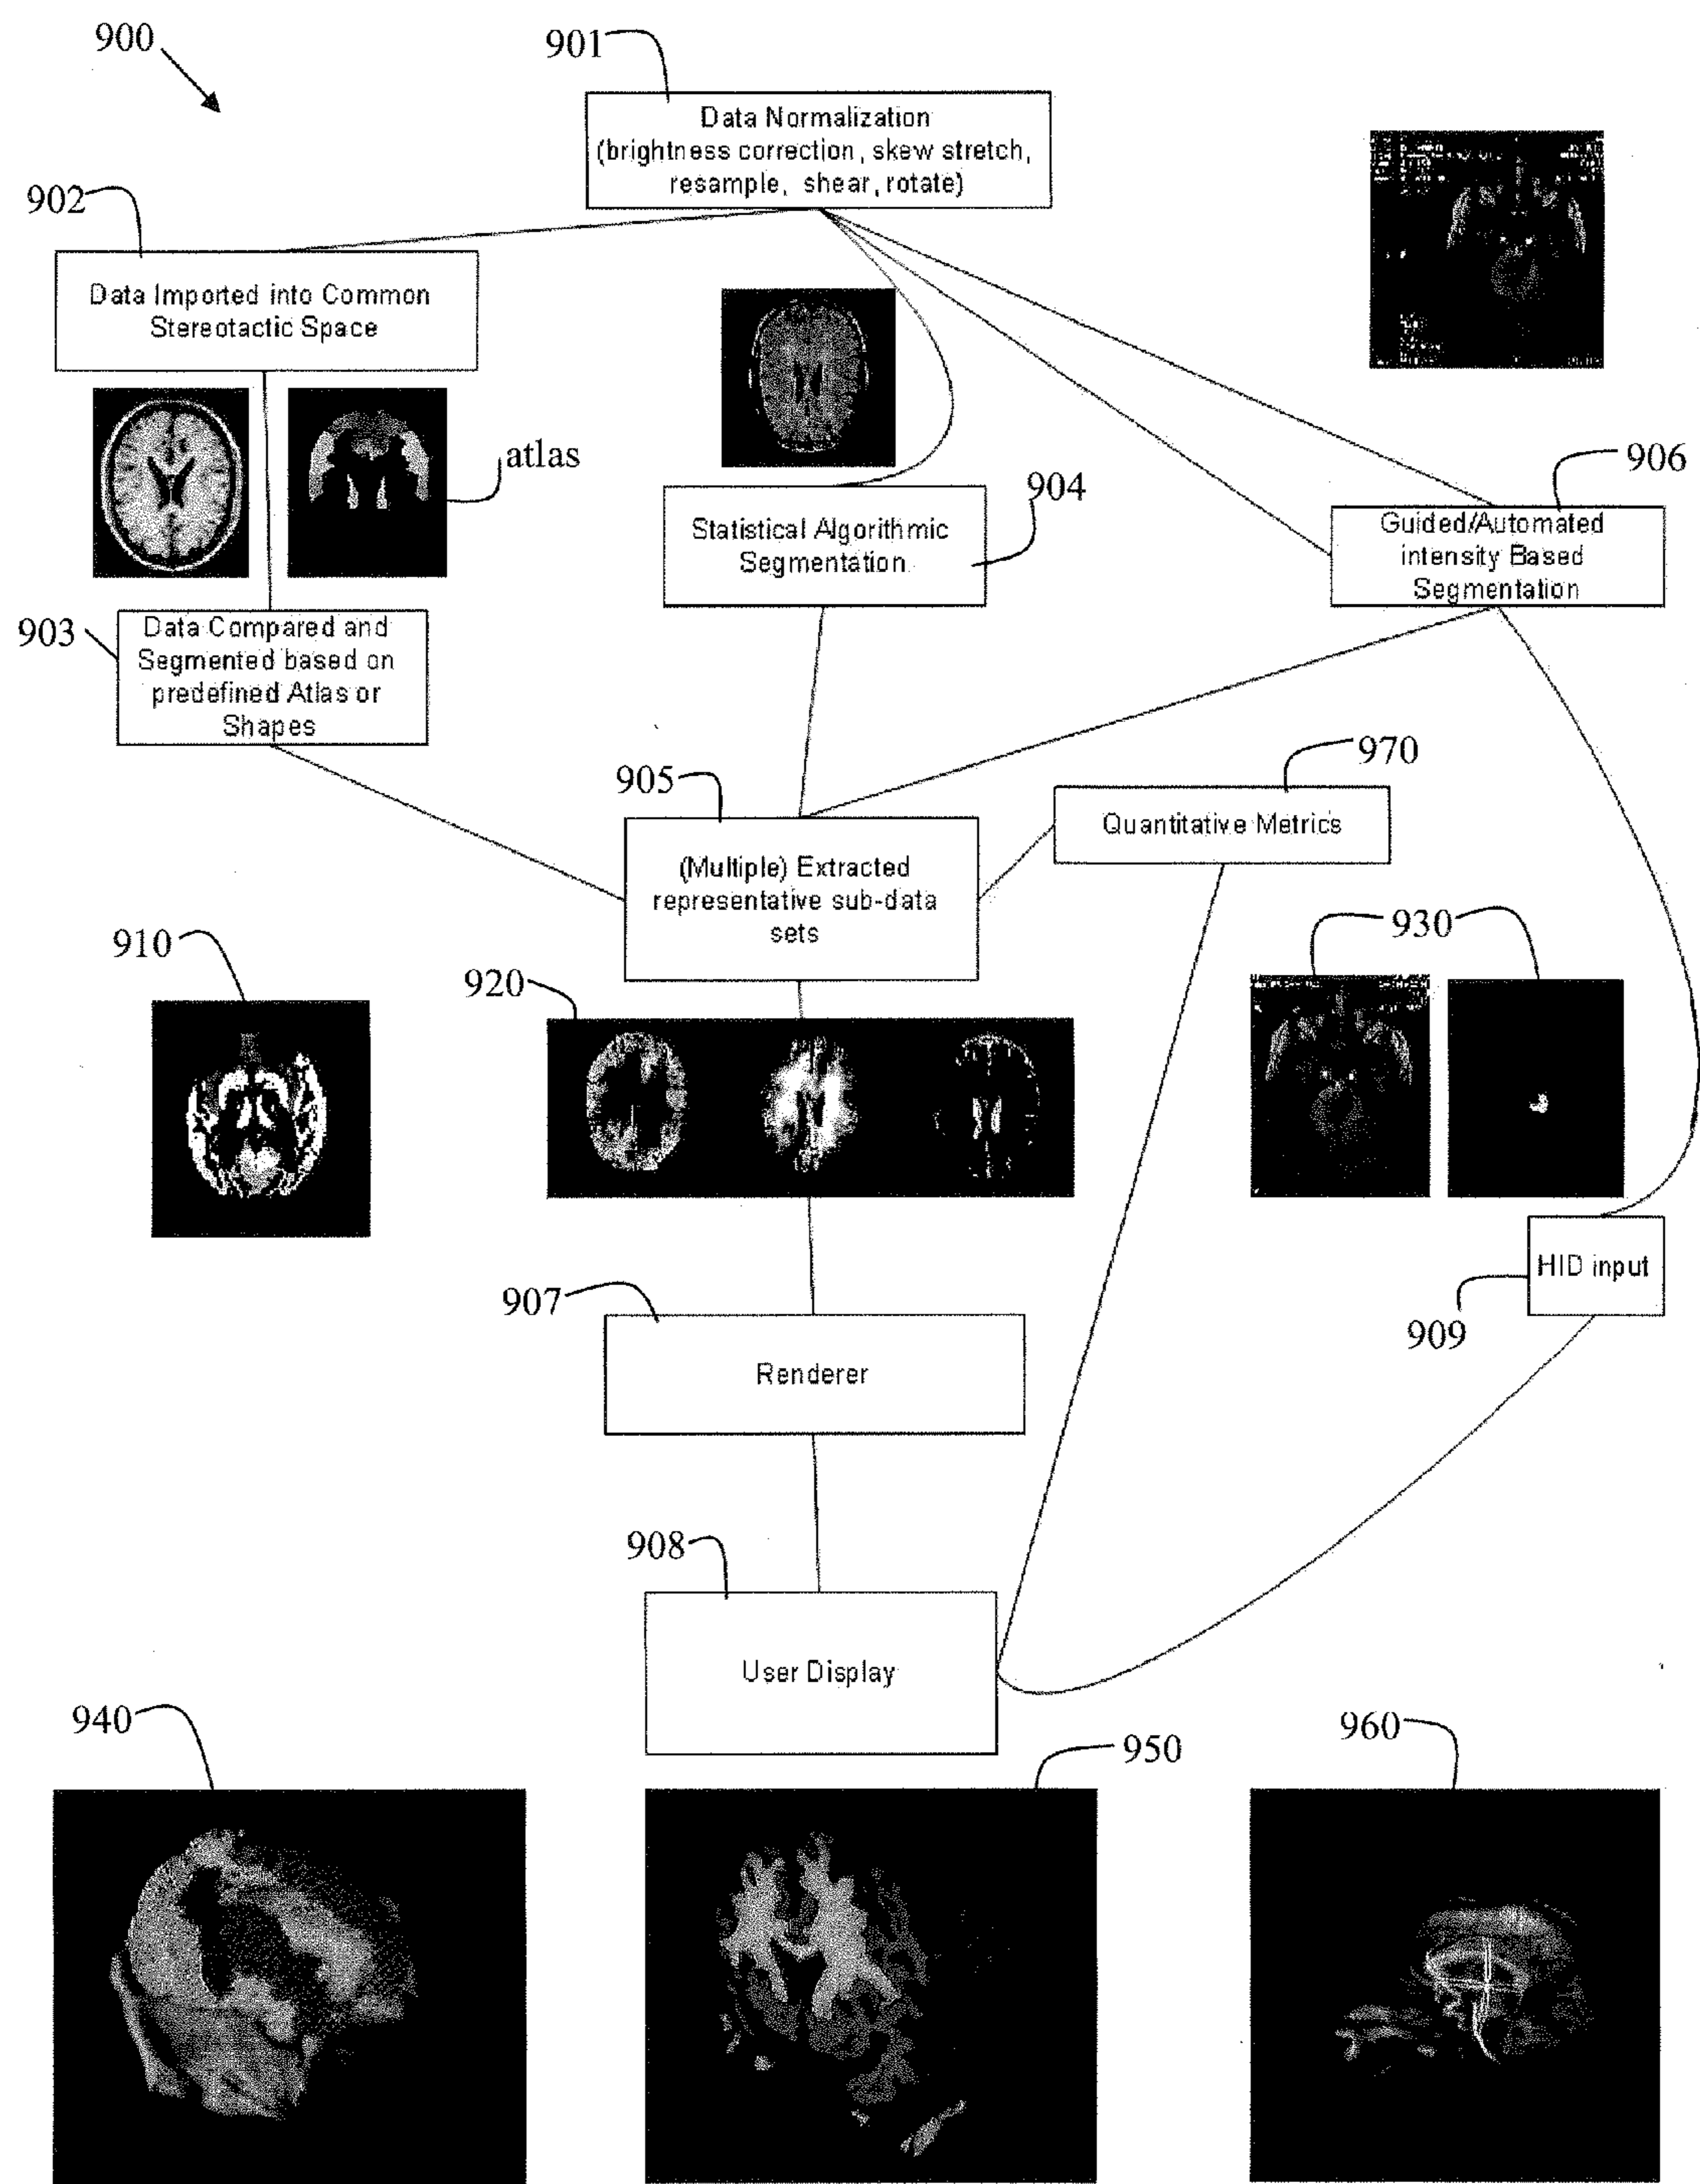 900
901
Data Normalization
(brightness correction, skew stretch,
resample, shear, rotate)
902
Data Imported into Common
Stereotactic Space
atlas
904
Statistical Algorithmic
Segmentation
906
Guided/Automated
intensity Based
Segmentation
903
Data Compared and
Segmented based on
predefined Atlas or
Shapes
905
(Multiple) Extracted
representative sub-data
sets
970
Quantitative Metrics
910
920
930
907
Renderer
HID input
909
908
User Display
940
950
960